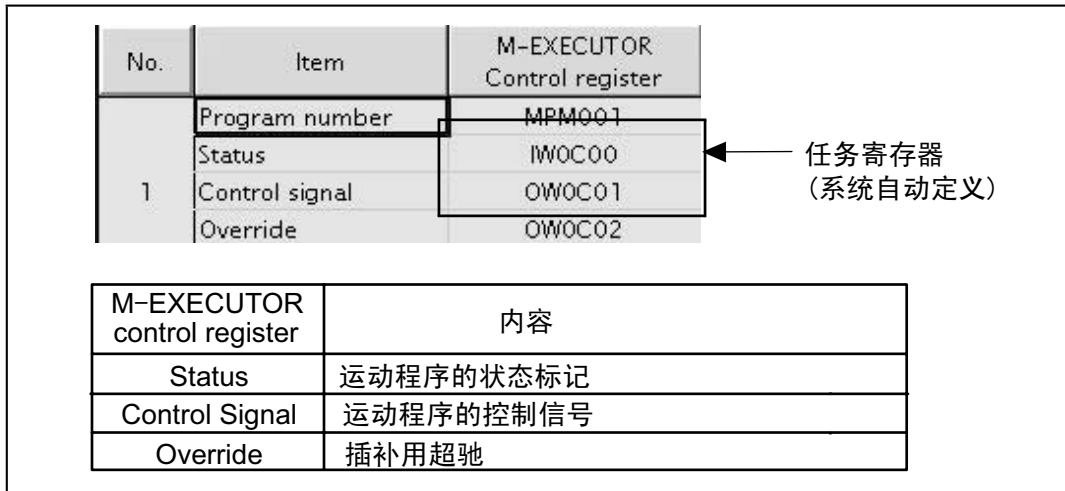 No. Item M-EXECUTOR
Control register
Program number MPM001
Status IW0C00
1 Control signal OW0C01
Override OW0C02
任务寄存器
(系统自动定义)
M-EXECUTOR
control register 内容
Status 运动程序的状态标记
Control Signal 运动程序的控制信号
Override 插补用超驰